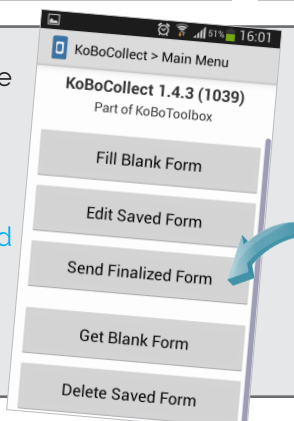 e
d
51% 16:01
KoBoCollect > Main Menu
KoBoCollect 1.4.3 (1039)
Part of KoBoToolbox
Fill Blank Form
Edit Saved Form
Send Finalized Form
Get Blank Form
Delete Saved Form